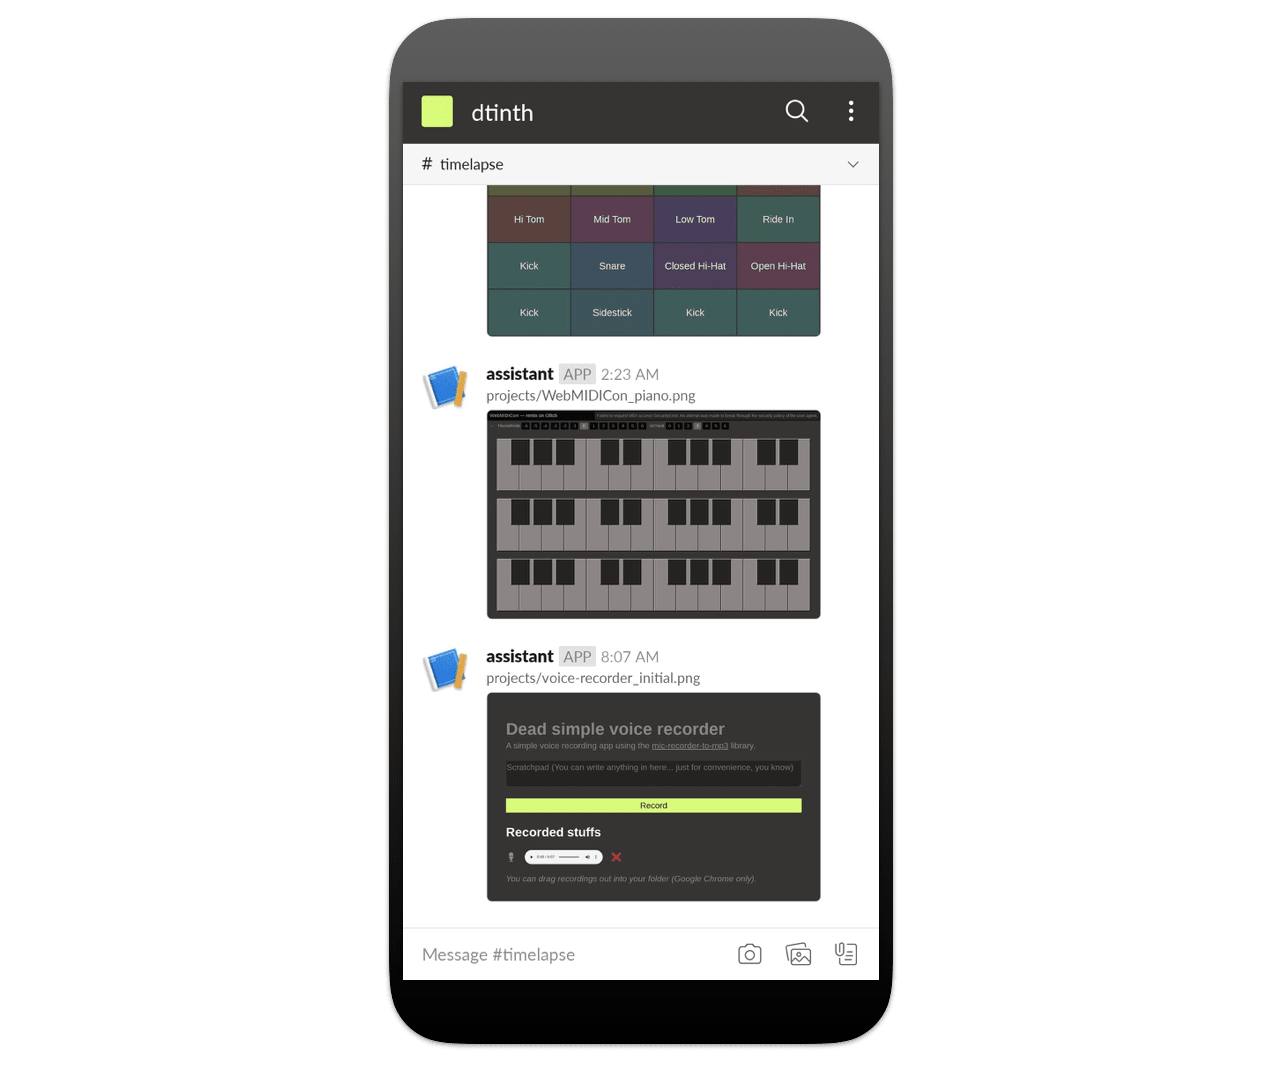 dtinth
# timelapse
Hi Tom Mid Tom Low Tom Ride In
Kick Snare Closed Hi-Hat Open Hi-Hat
Kick Sidestick Kick Kick
assistant APP 2:23 AM
projects/WebMIDICon_piano.png
assistant APP 8:07 AM
projects/voice-recorder_initial.png
Dead simple voice recorder
A simple voice recording app using the mic-recorder-to-mp3 library.
Scratchpad (You can write anything in here... just for convenience, you know)
Record
Recorded stuffs
You can drag recordings out into your folder (Google Chrome only).
Message #timelapse